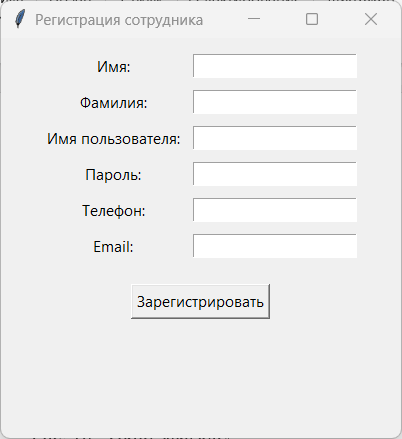 Регистрация сотрудника
Имя:
Фамилия:
Имя пользователя:
Пароль:
Телефон:
Email:
Зарегистрировать